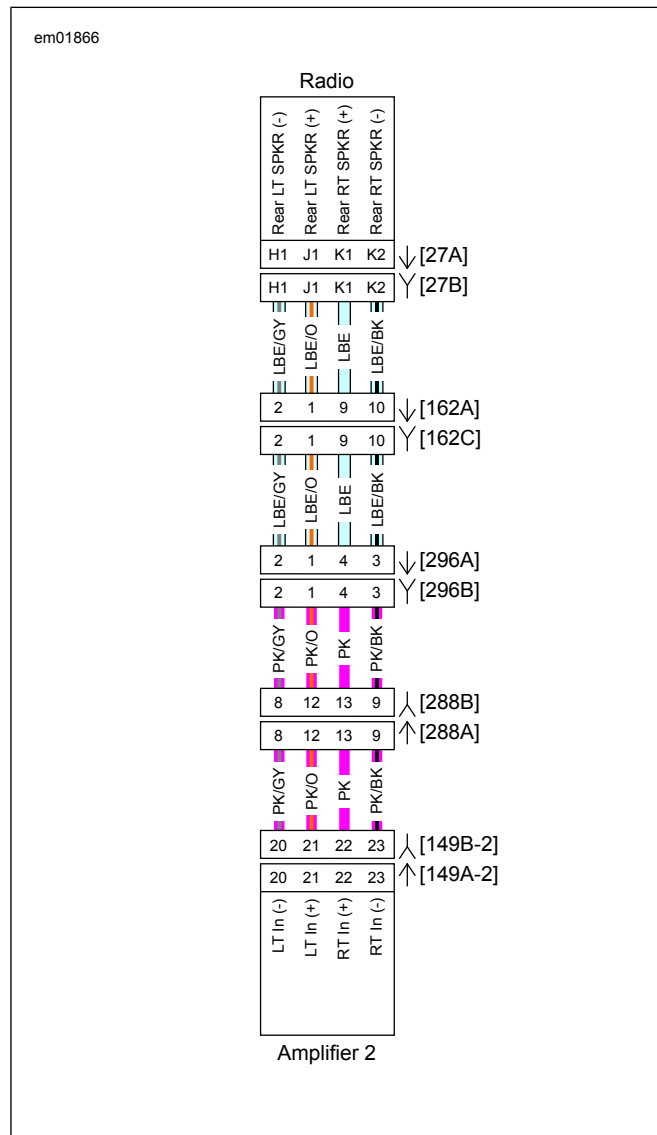 em01866
Radio
Rear LT SPKR (-)
Rear LT SPKR (+)
Rear RT SPKR (+)
Rear RT SPKR (-)
H1 J1 K1 K2 [27A]
H1 J1 K1 K2 [27B]
LBE/GY
LBE/O
LBE
LBE/BK
2 1 9 10 [162A]
2 1 9 10 [162C]
LBE/GY
LBE/O
LBE
LBE/BK
2 1 4 3 [296A]
2 1 4 3 [296B]
PK/GY
PK/O
PK
PK/BK
8 12 13 9 [288B]
8 12 13 9 [288A]
PK/GY
PK/O
PK
PK/BK
20 21 22 23 [149B-2]
20 21 22 23 [149A-2]
LT In (-)
LT In (+)
RT In (+)
RT In (-)
Amplifier 2